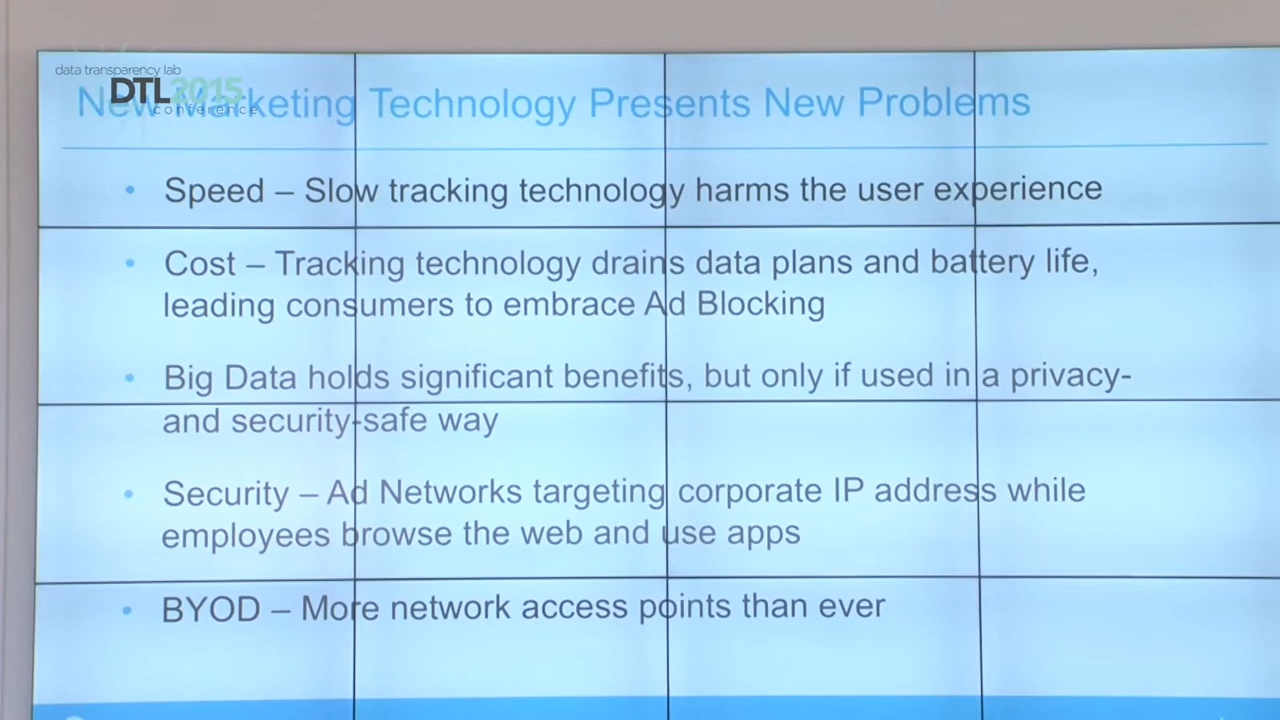 data transparency lab
DTL2015
conference
New Marketing Technology Presents New Problems
• Speed – Slow tracking technology harms the user experience
• Cost – Tracking technology drains data plans and battery life,
leading consumers to embrace Ad Blocking
• Big Data holds significant benefits, but only if used in a privacy-
and security-safe way
• Security – Ad Networks targeting corporate IP address while
employees browse the web and use apps
• BYOD – More network access points than ever